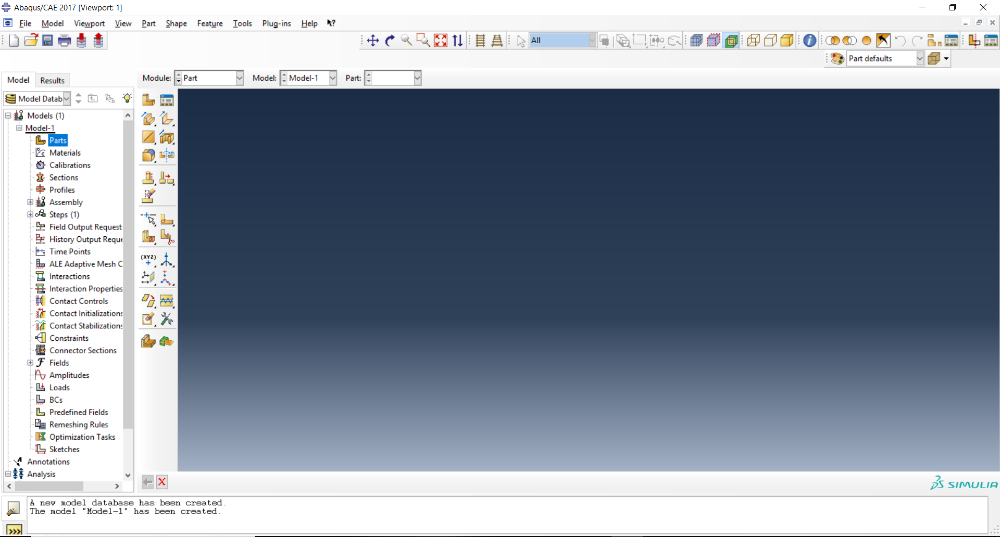 Abaqus/CAE 2017 [Viewport: 1]
File Model Viewport View Part Shape Feature Tools Plug-ins Help
All
Part defaults
Model Results
Module: Part Model: Model-1 Part:
Model Datab
Models (1)
Model-1
Parts
Materials
Calibrations
Sections
Profiles
Assembly
Steps (1)
Field Output Request
History Output Reque
Time Points
ALE Adaptive Mesh C
Interactions
Interaction Properties
Contact Controls
Contact Initializations
Contact Stabilizations
Constraints
Connector Sections
Fields
Amplitudes
Loads
BCs
Predefined Fields
Remeshing Rules
Optimization Tasks
Sketches
Annotations
Analysis
(XYZ)
SIMULIA
A new model database has been created.
The model "Model-1" has been created.
>>>